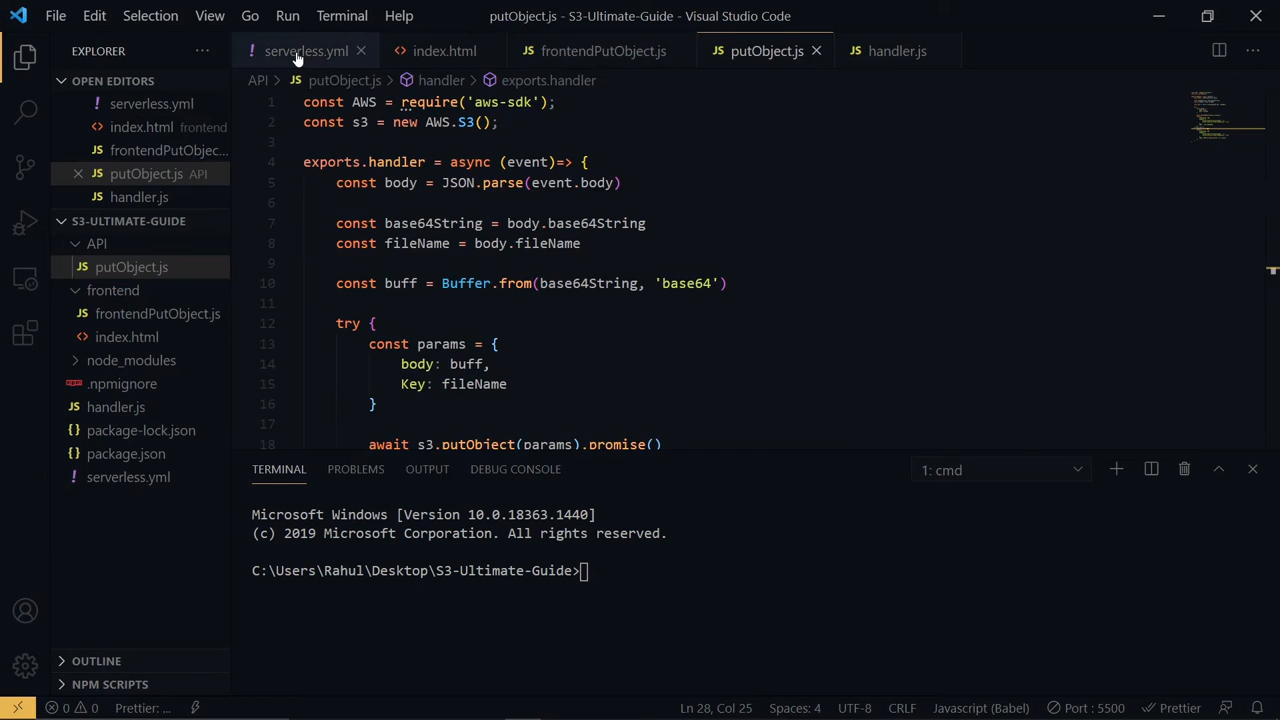 File Edit Selection View Go Run Terminal Help putObject.js - S3-Ultimate-Guide - Visual Studio Code
EXPLORER ...
OPEN EDITORS
serverless.yml
index.html frontend
frontendPutObjec...
putObject.js API
handler.js
S3-ULTIMATE-GUIDE
API
JS putObject.js
frontend
JS frontendPutObject.js
index.html
node_modules
.npmignore
JS handler.js
package-lock.json
package.json
serverless.yml
OUTLINE
NPM SCRIPTS
serverless.yml index.html JS frontendPutObject.js JS putObject.js JS handler.js
API > JS putObject.js > handler > exports.handler
1 const AWS = require('aws-sdk');
2 const s3 = new AWS.S3();
3
4 exports.handler = async (event)=> {
5 const body = JSON.parse(event.body)
6
7 const base64String = body.base64String
8 const fileName = body.fileName
9
10 const buff = Buffer.from(base64String, 'base64')
11
12 try {
13 const params = {
14 body: buff,
15 Key: fileName
16 }
17
18 await s3.putObject(params).promise()
TERMINAL PROBLEMS OUTPUT DEBUG CONSOLE 1: cmd
Microsoft Windows [Version 10.0.18363.1440]
(c) 2019 Microsoft Corporation. All rights reserved.
C:\Users\Rahul\Desktop\S3-Ultimate-Guide>
0 0 Prettier: ... Ln 28, Col 25 Spaces: 4 UTF-8 CRLF Javascript (Babel) Port : 5500 Prettier